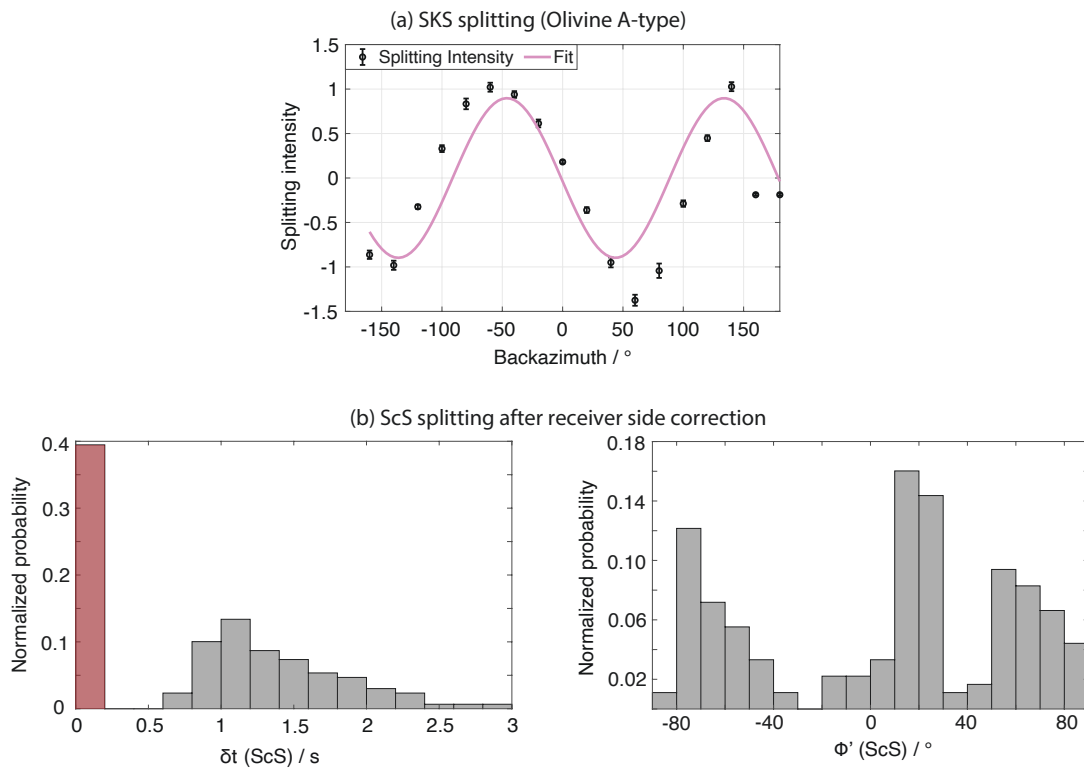 (a) SKS splitting (Olivine A-type)
Splitting Intensity Fit
1.5
1
0.5
0
-0.5
-1
-1.5
Splitting intensity
-150 -100 -50 0 50 100 150
Backazimuth / °
(b) ScS splitting after receiver side correction
0.4
0.3
0.2
0.1
0
Normalized probability
0 0.5 1 1.5 2 2.5 3
δt (ScS) / s
0.18
0.14
0.10
0.06
0.02
Normalized probability
-80 -40 0 40 80
Φ’ (ScS) / °